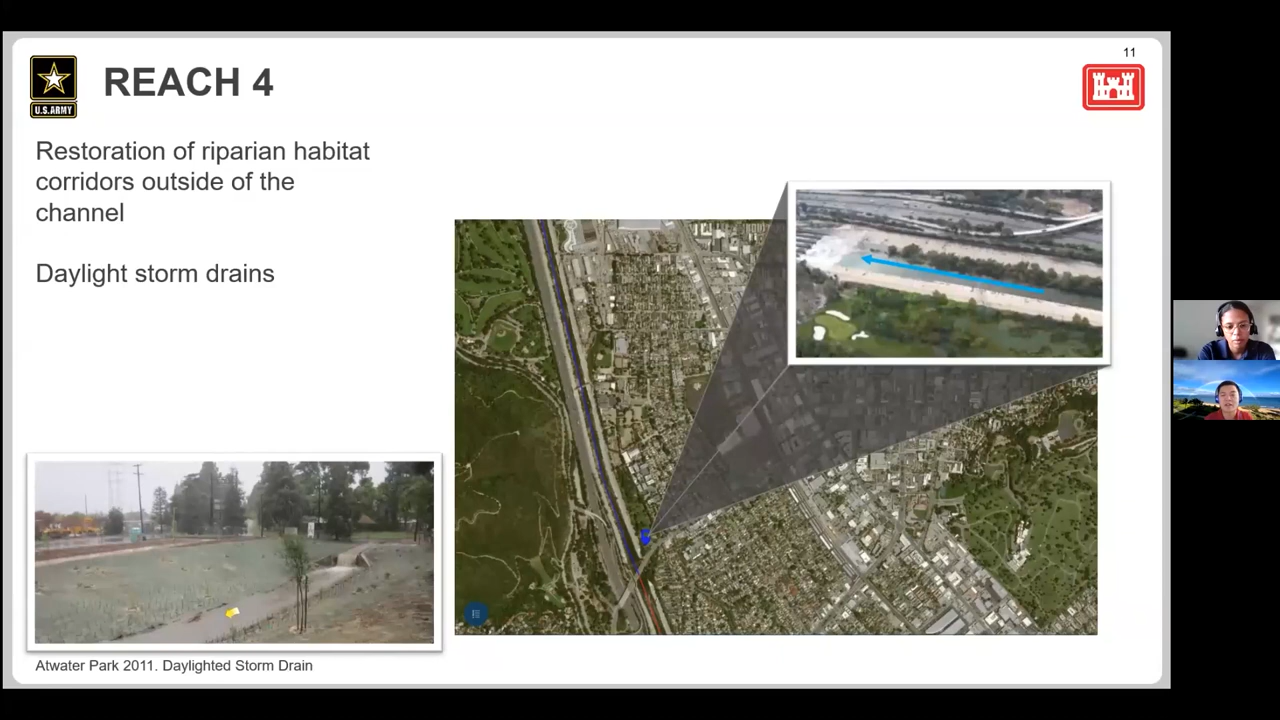 11
REACH 4
U.S.ARMY
Restoration of riparian habitat
corridors outside of the
channel
Daylight storm drains
Atwater Park 2011. Daylighted Storm Drain